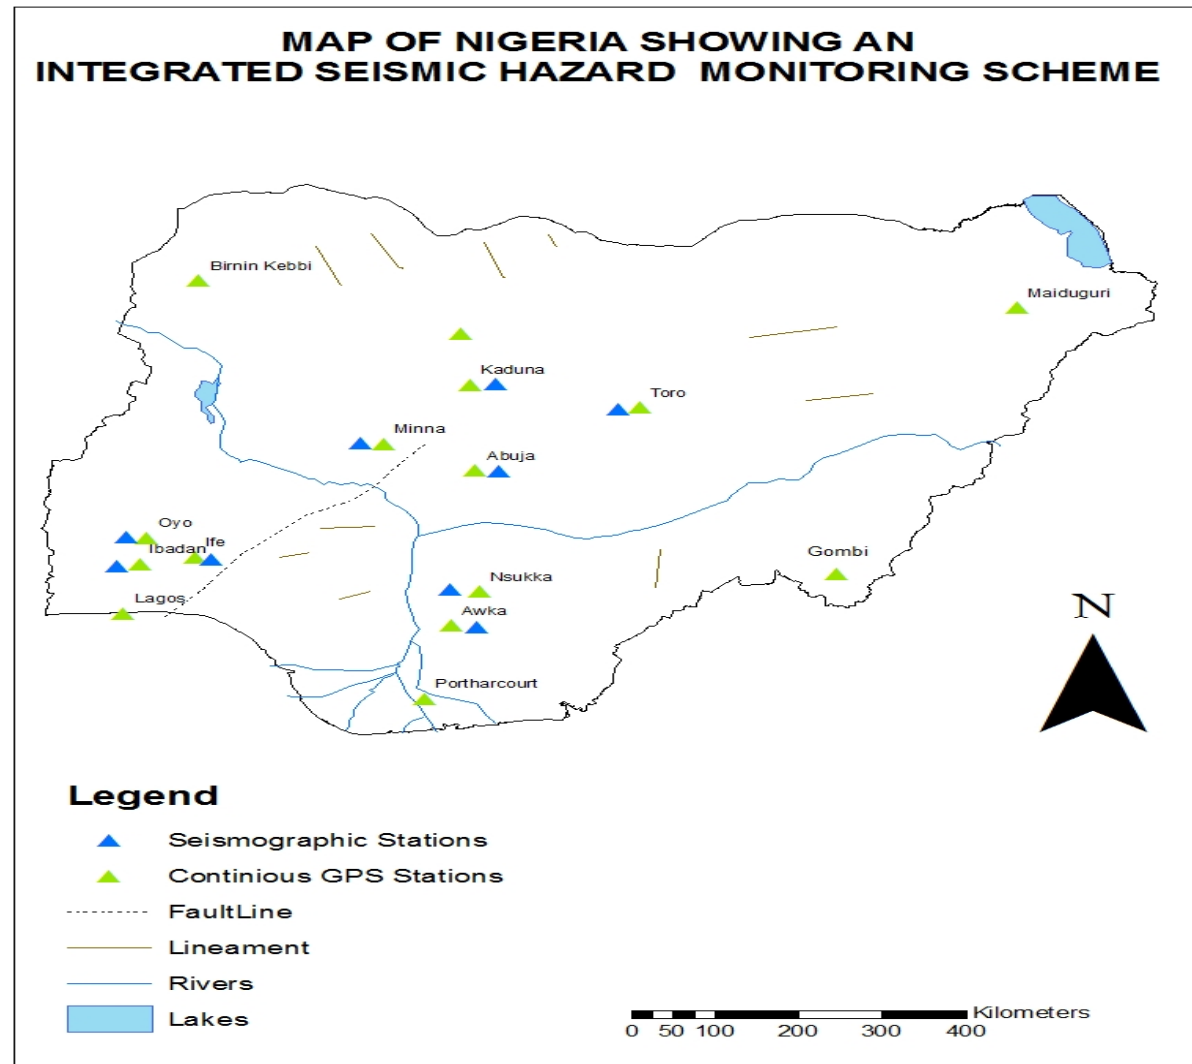 MAP OF NIGERIA SHOWING AN
INTEGRATED SEISMIC HAZARD MONITORING SCHEME
Birnin Kebbi
Maiduguri
Kaduna
Toro
Minna
Abuja
Oyo
Ibadan
Ife
Gombi
Nsukka
Lagos
Awka
N
Portharcourt
Legend
Seismographic Stations
Continious GPS Stations
FaultLine
Lineament
Rivers
Lakes
Kilometers
0 50 100 200 300 400